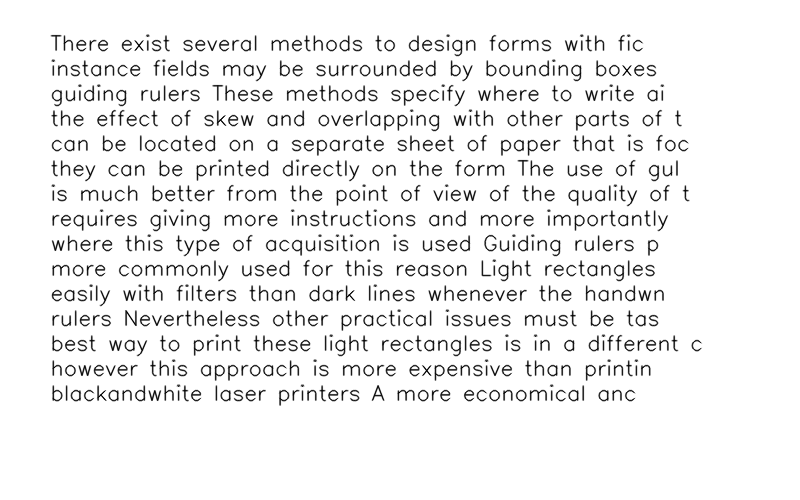 There exist several methods to design forms with fic
instance fields may be surrounded by bounding boxes
guiding rulers These methods specify where to write ai
the effect of skew and overlapping with other parts of t
can be located on a separate sheet of paper that is foc
they can be printed directly on the form The use of gul
is much better from the point of view of the quality of t
requires giving more instructions and more importantly
where this type of acquisition is used Guiding rulers p
more commonly used for this reason Light rectangles
easily with filters than dark lines whenever the handwn
rulers Nevertheless other practical issues must be tas
best way to print these light rectangles is in a different c
however this approach is more expensive than printin
blackandwhite laser printers A more economical anc